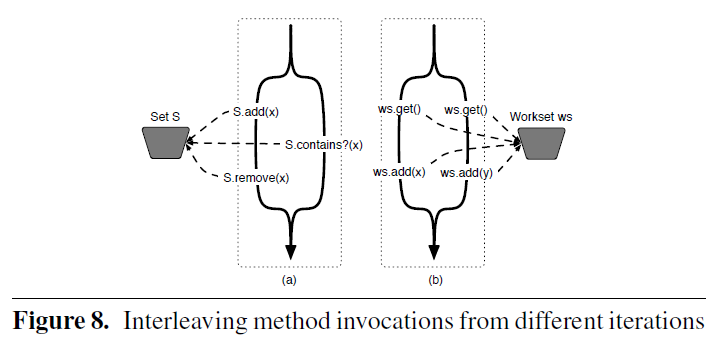 Set S
S.add(x)
S.contains?(x)
S.remove(x)
(a)
ws.get()
ws.get()
Workset ws
ws.add(x)
ws.add(y)
(b)
Figure 8. Interleaving method invocations from different iterations